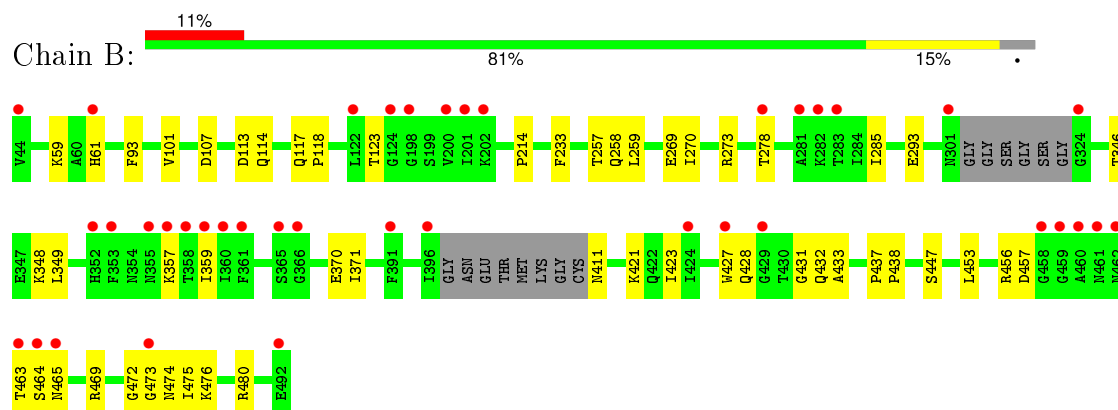 11%
Chain B:
81% 15% •
V44 K59 A60 H61 F93 V101 D107 D113 Q114 Q117 P118 L122 T123 G124 G198 S199 V200 I201 K202 P214 F233 T257 Q258 L259 E269 I270 R273 T278 A281 K282 T283 I284 I285 E293 N301 GLY GLY SER GLY SER GLY G324 T346
E347 K348 L349 H352 F353 N354 N355 K357 T358 I359 I360 F361 S365 G366 E370 I371 F391 I396 GLY ASN GLU THR MET LYS GLY CYS N411 K421 Q422 I423 I424 W427 Q428 G429 T430 G431 Q432 A433 P437 P438 S447 L453 R456 D457 G458 G459 A460 N461 N462
T463 S464 N465 R469 G472 G473 N474 I475 K476 R480 E492